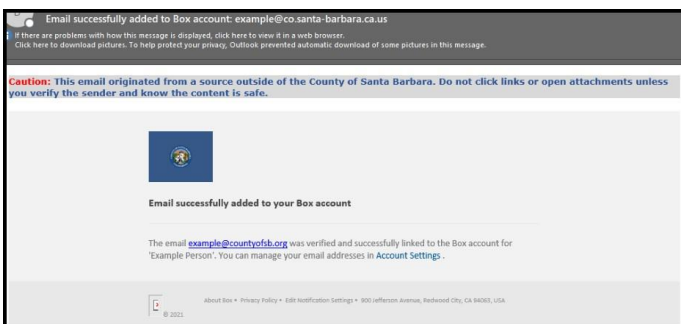 Email successfully added to Box account: example@co.santa-barbara.ca.us
If there are problems with how this message is displayed, click here to view it in a web browser.
Click here to download pictures. To help protect your privacy, Outlook prevented automatic download of some pictures in this message.
Caution: This email originated from a source outside of the County of Santa Barbara. Do not click links or open attachments unless
you verify the sender and know the content is safe.
Email successfully added to your Box account
The email example@countyofsb.org was verified and successfully linked to the Box account for
'Example Person'. You can manage your email addresses in Account Settings .
About Box • Privacy Policy • Edit Notification Settings • 900 Jefferson Avenue, Redwood City, CA 94063, USA
© 2021